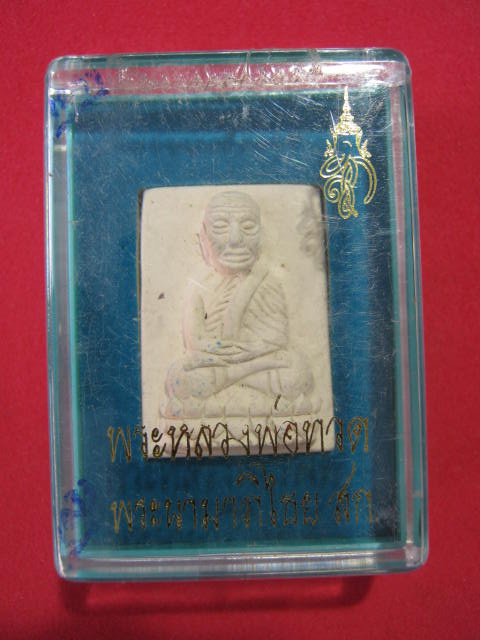 พระหลวงพ่อทวด
พระนามาภิไธย สก.